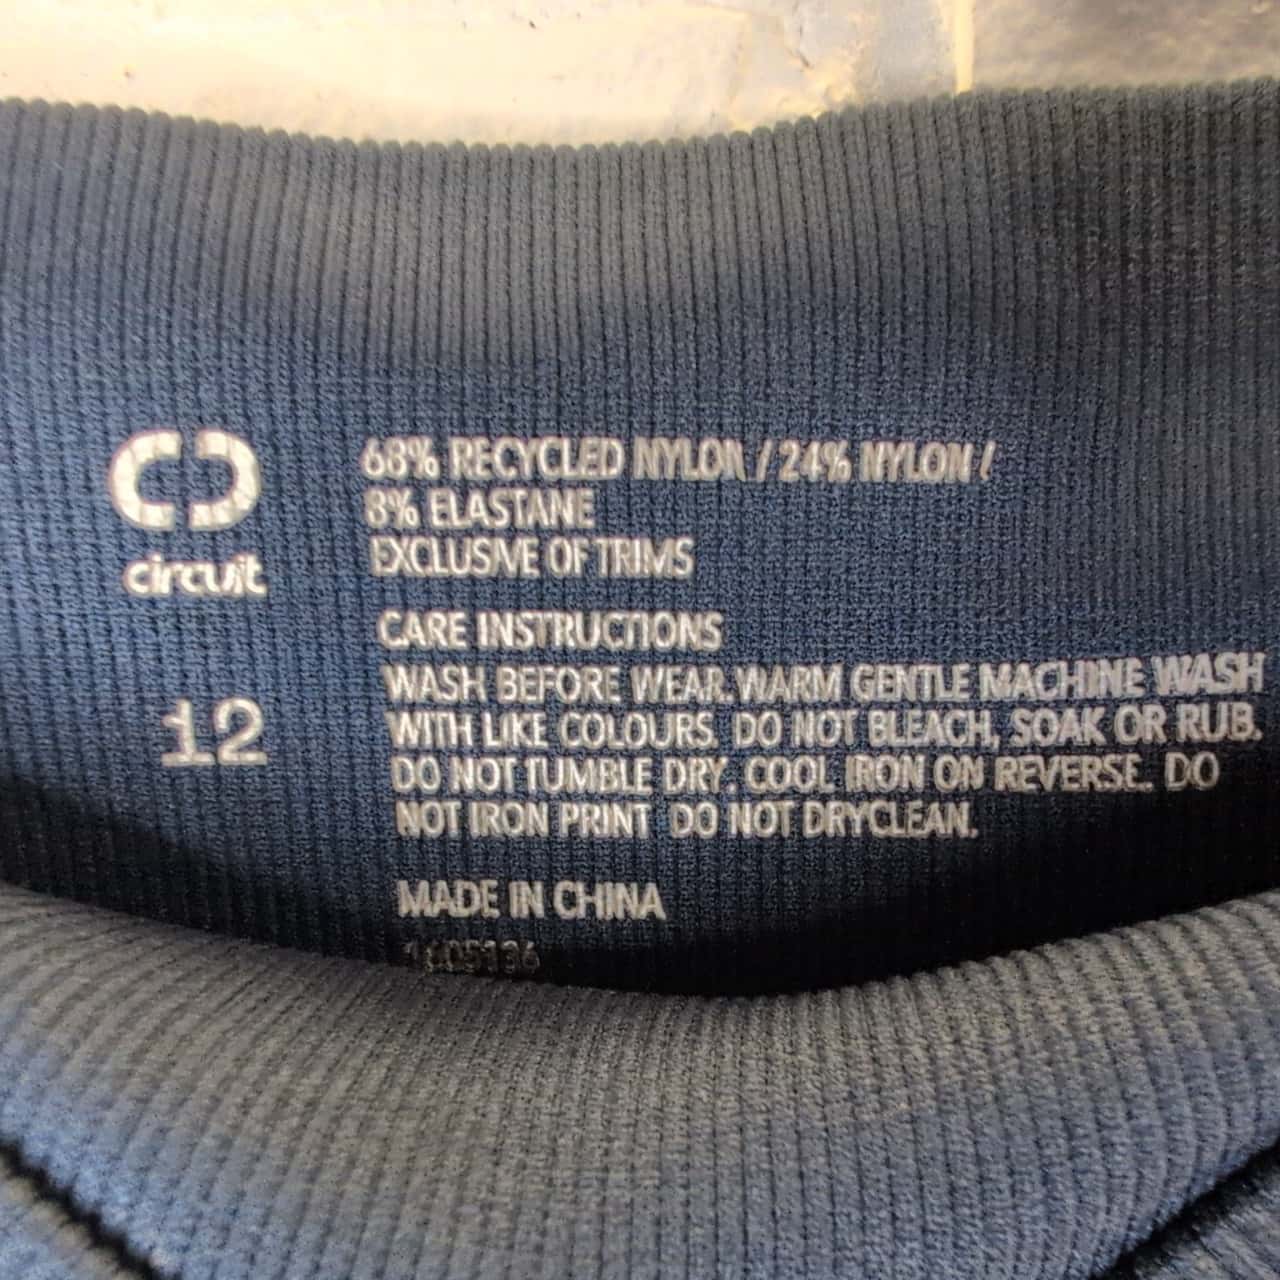 circuit
12
68% RECYCLED NYLON / 24% NYLON /
8% ELASTANE
EXCLUSIVE OF TRIMS
CARE INSTRUCTIONS
WASH BEFORE WEAR. WARM GENTLE MACHINE WASH
WITH LIKE COLOURS. DO NOT BLEACH, SOAK OR RUB.
DO NOT TUMBLE DRY. COOL IRON ON REVERSE. DO
NOT IRON PRINT DO NOT DRYCLEAN.
MADE IN CHINA